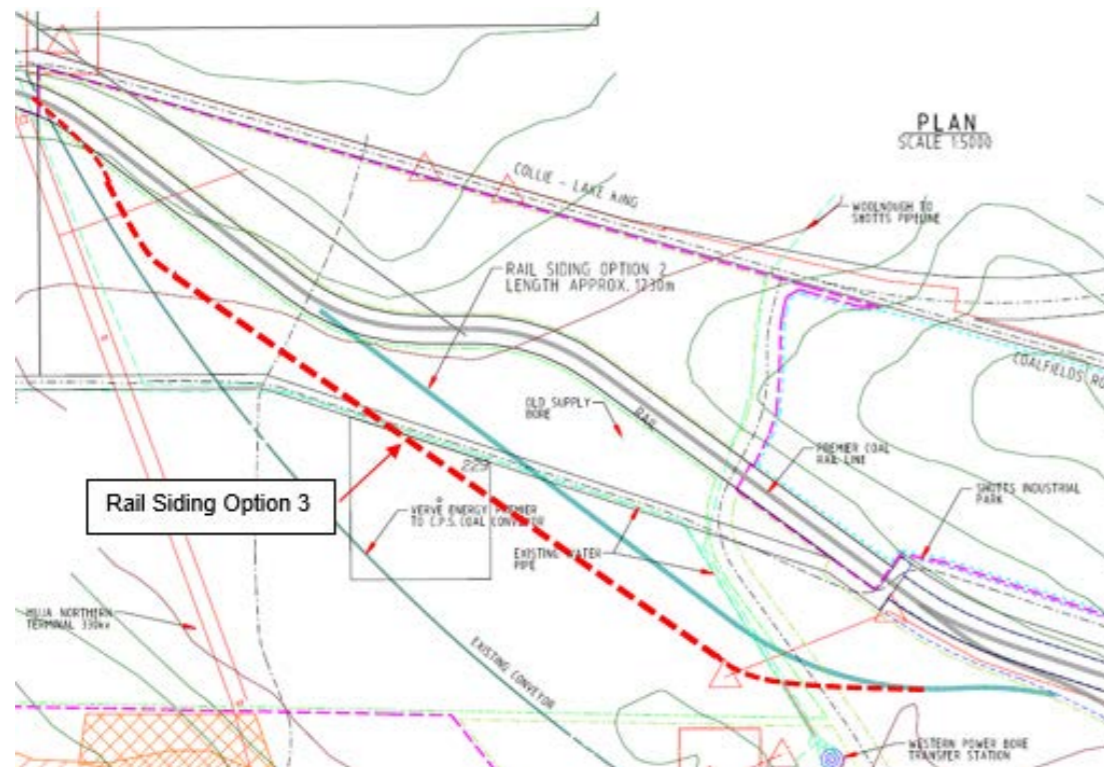 PLAN
SCALE 1:5000
COLLIE - LAKE KING
WOOLNOUGH TO
SHOTTS PIPELINE
RAIL SIDING OPTION 2
LENGTH APPROX. 1230m
COALFIELDS RO
OLD SUPPLY
BORE
RAIL
PREMIER COAL
RAIL LINE
229
SHOTTS INDUSTRIAL
PARK
Rail Siding Option 3
VERVE ENERGY PREMIER
TO C.P.S. COAL CONVEYOR
EXISTING WATER
PIPE
MUJA NORTHERN
TERMINAL 330kv
EXISTING CONVEYOR
WESTERN POWER BORE
TRANSFER STATION